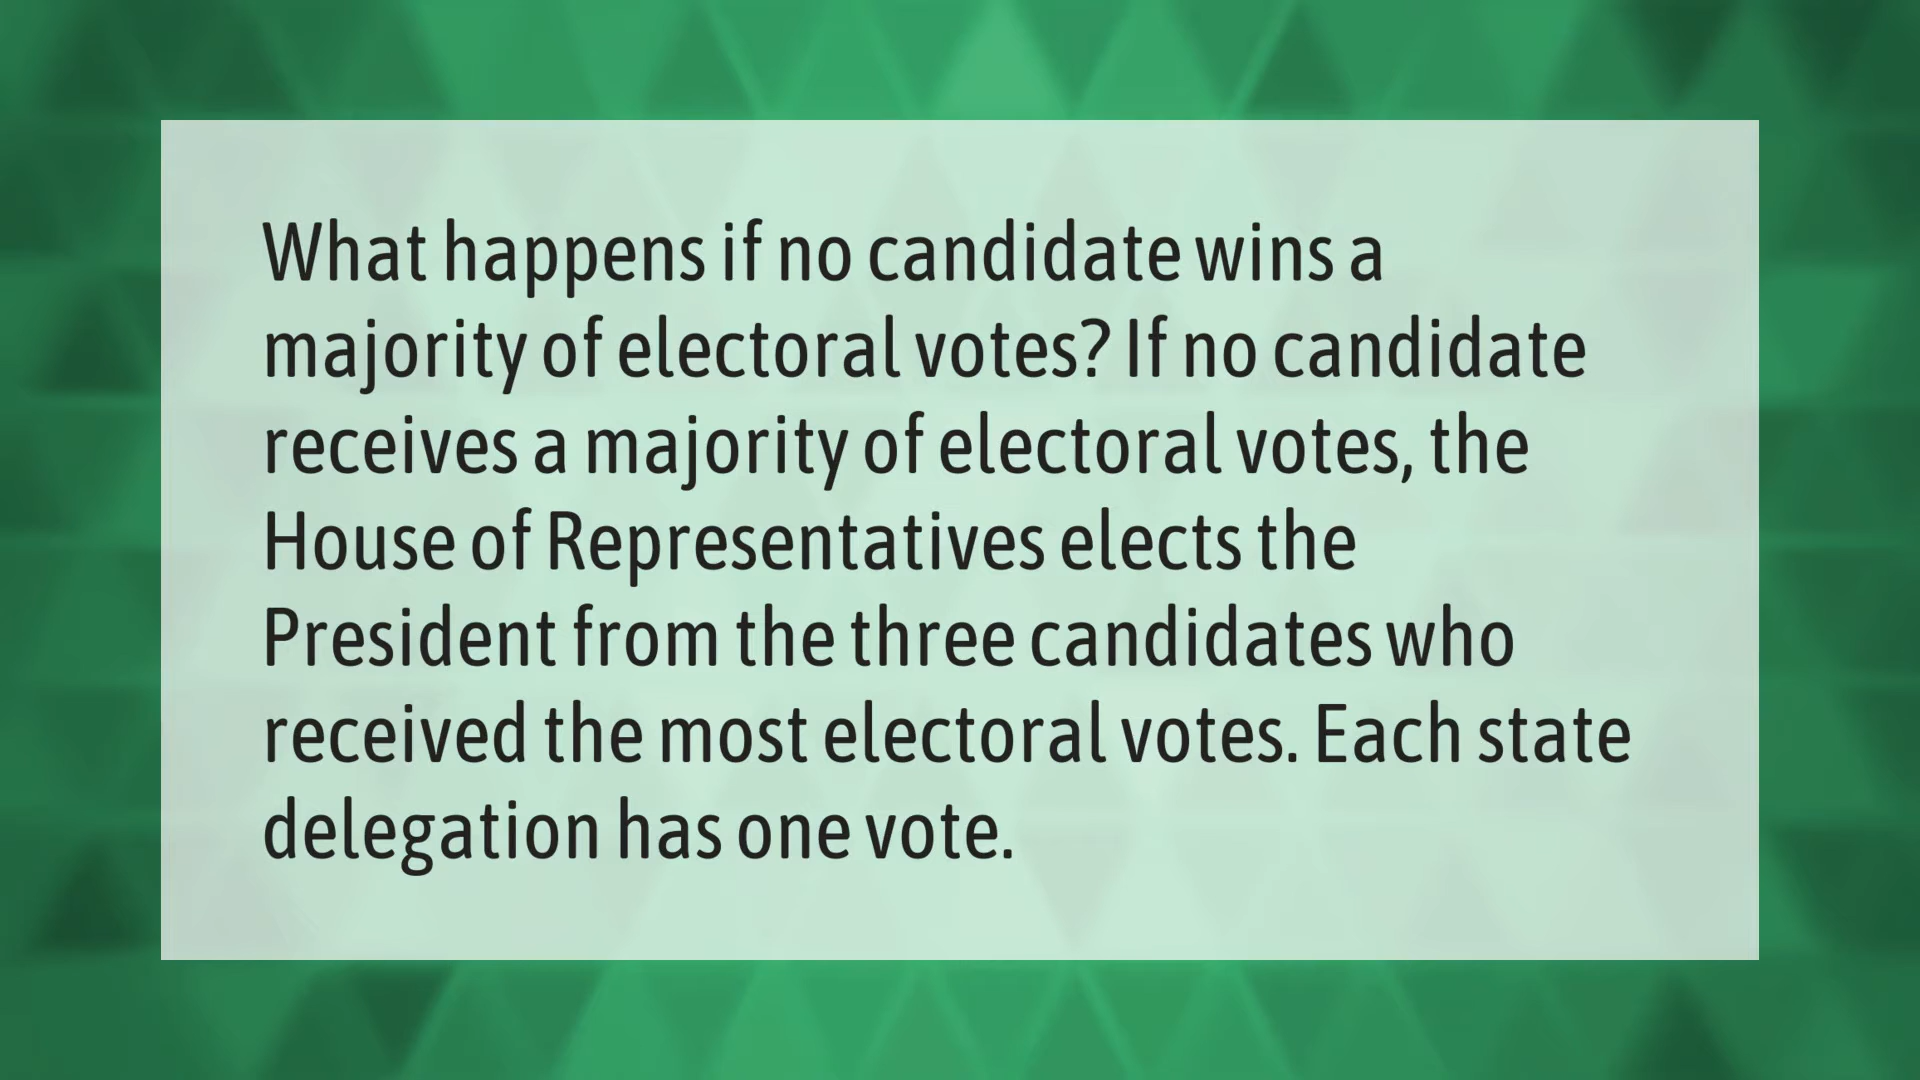 What happens if no candidate wins a
majority of electoral votes? If no candidate
receives a majority of electoral votes, the
House of Representatives elects the
President from the three candidates who
received the most electoral votes. Each state
delegation has one vote.